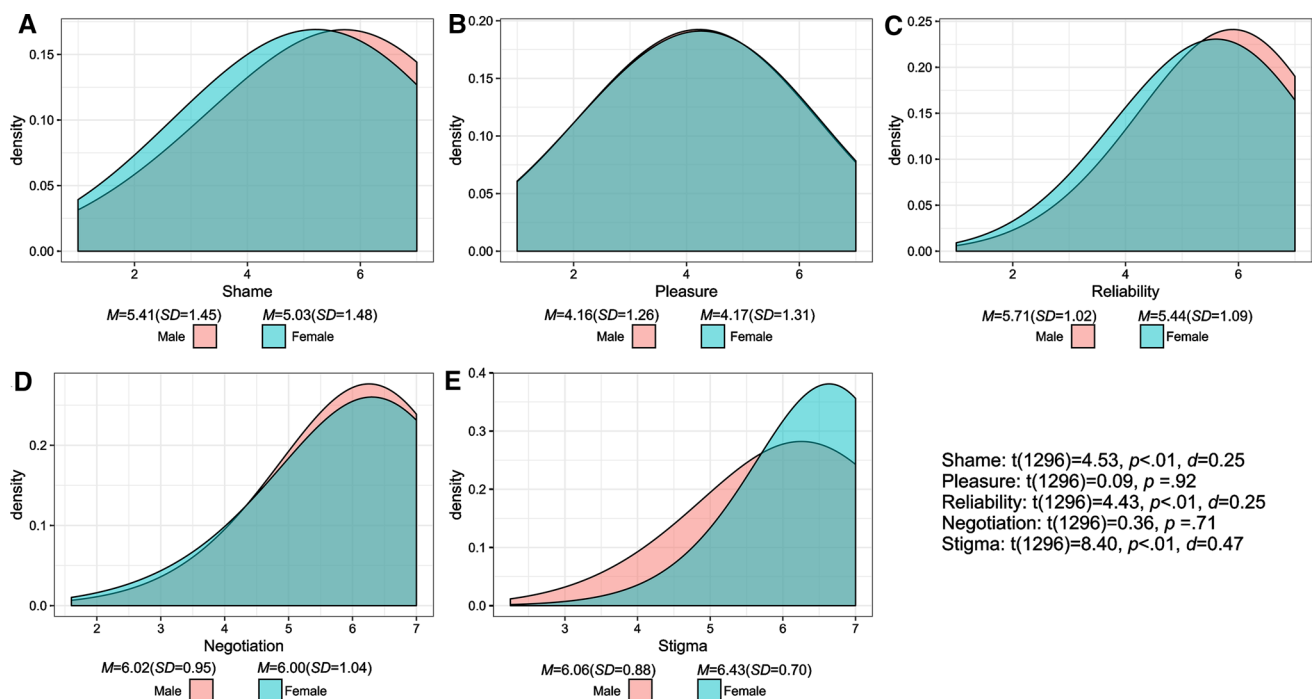 A
density
0.15
0.10
0.05
0.00
2 4 6
Shame
M=5.41(SD=1.45) M=5.03(SD=1.48)
Male Female
B
density
0.20
0.15
0.10
0.05
0.00
2 4 6
Pleasure
M=4.16(SD=1.26) M=4.17(SD=1.31)
Male Female
C
density
0.25
0.20
0.15
0.10
0.05
0.00
2 4 6
Reliability
M=5.71(SD=1.02) M=5.44(SD=1.09)
Male Female
D
density
0.2
0.1
0.0
2 3 4 5 6 7
Negotiation
M=6.02(SD=0.95) M=6.00(SD=1.04)
Male Female
E
density
0.4
0.3
0.2
0.1
0.0
3 4 5 6 7
Stigma
M=6.06(SD=0.88) M=6.43(SD=0.70)
Male Female
Shame: t(1296)=4.53, p<.01, d=0.25
Pleasure: t(1296)=0.09, p =.92
Reliability: t(1296)=4.43, p<.01, d=0.25
Negotiation: t(1296)=0.36, p =.71
Stigma: t(1296)=8.40, p<.01, d=0.47